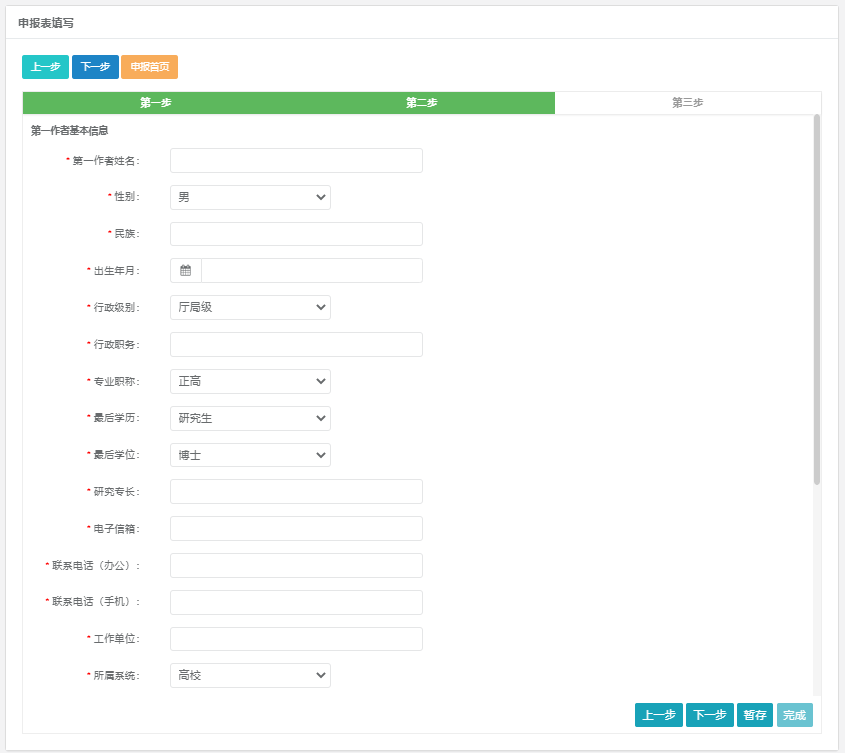 申报表填写
上一步 下一步 申报首页
第一步 第二步 第三步
第一作者基本信息
* 第一作者姓名：
* 性别： 男
* 民族：
* 出生年月：
* 行政级别： 厅局级
* 行政职务：
* 专业职称： 正高
* 最后学历： 研究生
* 最后学位： 博士
* 研究专长：
* 电子信箱：
* 联系电话（办公）：
* 联系电话（手机）：
* 工作单位：
* 所属系统： 高校
上一步 下一步 暂存 完成